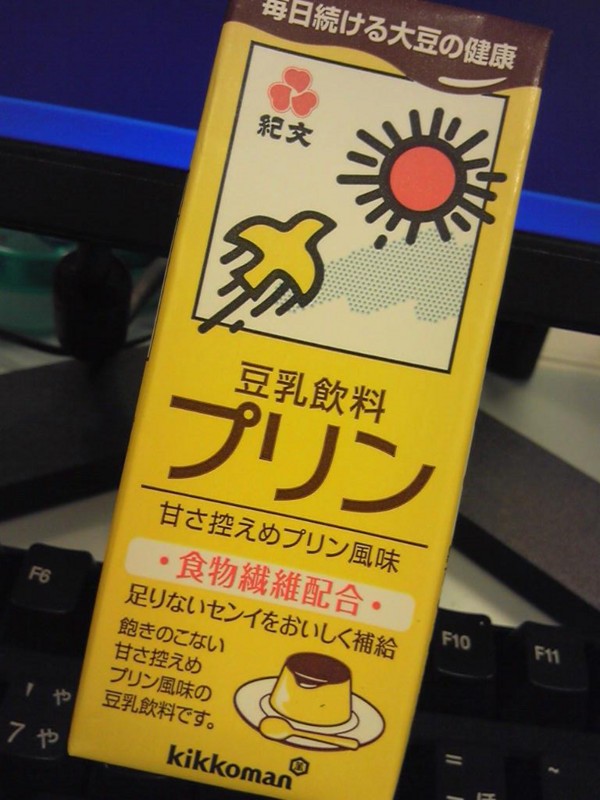 毎日続ける大豆の健康
紀文
豆乳飲料
プリン
甘さ控えめプリン風味
・食物繊維配合・
足りないセンイをおいしく補給
飽きのこない
甘さ控えめ
プリン風味の
豆乳飲料です。
kikkoman
F6
F10
F11
' や
7 や
=
~
- ほ